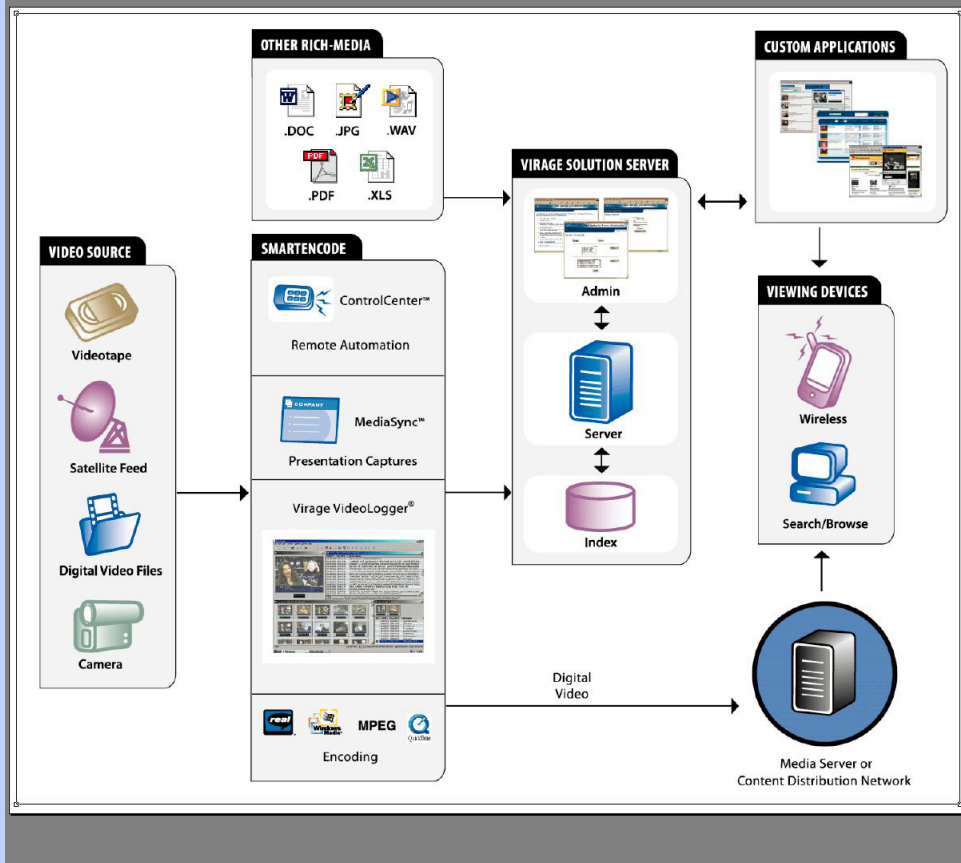 OTHER RICH-MEDIA
.DOC
.JPG
.WAV
PDF
.PDF
.XLS
CUSTOM APPLICATIONS
VIRAGE SOLUTION SERVER
Admin
Server
Index
VIDEO SOURCE
Videotape
Satellite Feed
Digital Video Files
Camera
SMARTENCODE
ControlCenter™
Remote Automation
COMPANY
MediaSync™
Presentation Captures
Virage VideoLogger®
real
Windows
Media
MPEG
QuickTime
Encoding
VIEWING DEVICES
Wireless
Search/Browse
Digital
Video
Media Server or
Content Distribution Network